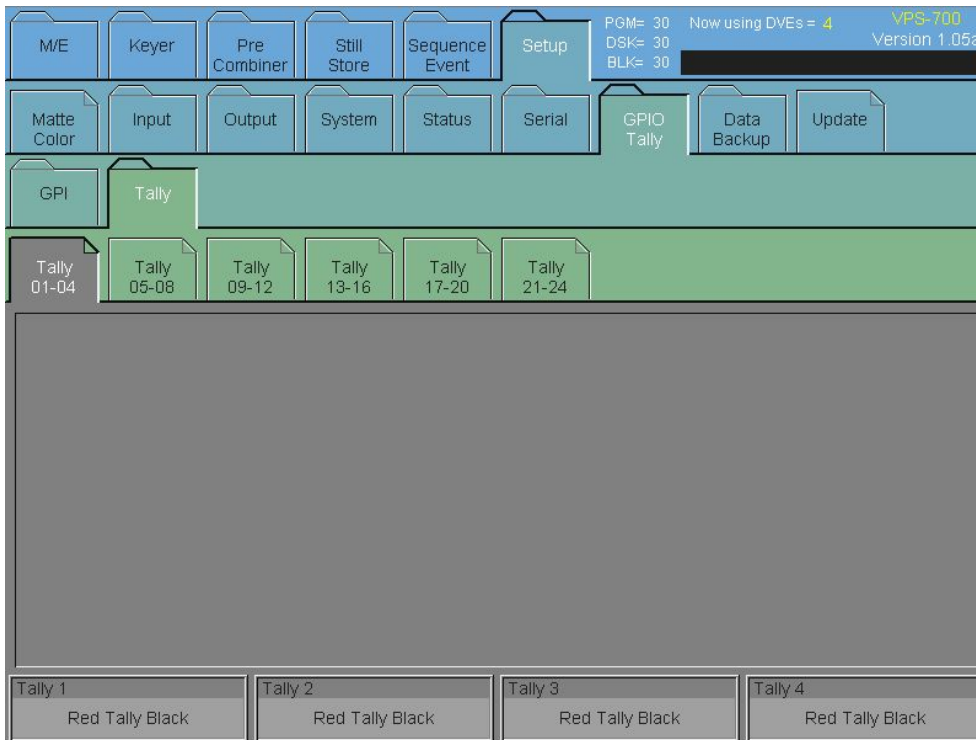 M/E
Keyer
Pre
Combiner
Still
Store
Sequence
Event
Setup
PGM= 30
DSK= 30
BLK= 30
Now using DVEs = 4
VPS-700
Version 1.05a
Matte
Color
Input
Output
System
Status
Serial
GPIO
Tally
Data
Backup
Update
GPI
Tally
Tally
01-04
Tally
05-08
Tally
09-12
Tally
13-16
Tally
17-20
Tally
21-24
Tally 1
Red Tally Black
Tally 2
Red Tally Black
Tally 3
Red Tally Black
Tally 4
Red Tally Black